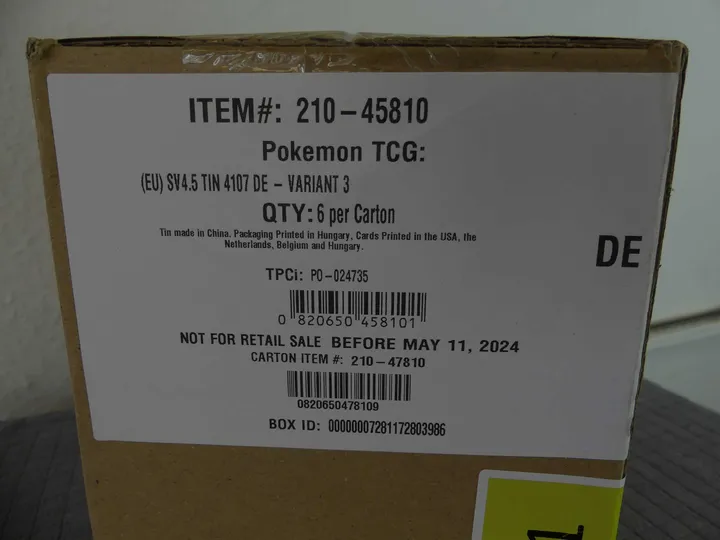 ITEM#: 210-45810
Pokemon TCG:
(EU) SV4.5 TIN 4107 DE - VARIANT 3
QTY: 6 per Carton
Tin made in China. Packaging Printed in Hungary, Cards Printed in the USA, the
Netherlands, Belgium and Hungary.
DE
TPCi: PO-024735
0 820650 458101
NOT FOR RETAIL SALE BEFORE MAY 11, 2024
CARTON ITEM #: 210-47810
0820650478109
BOX ID: 00000007281172803986
1